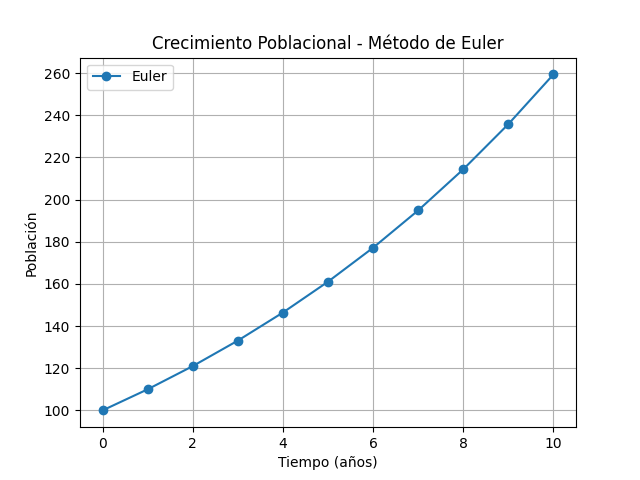 Crecimiento Poblacional - Método de Euler
Euler
Población
260
240
220
200
180
160
140
120
100
0 2 4 6 8 10
Tiempo (años)